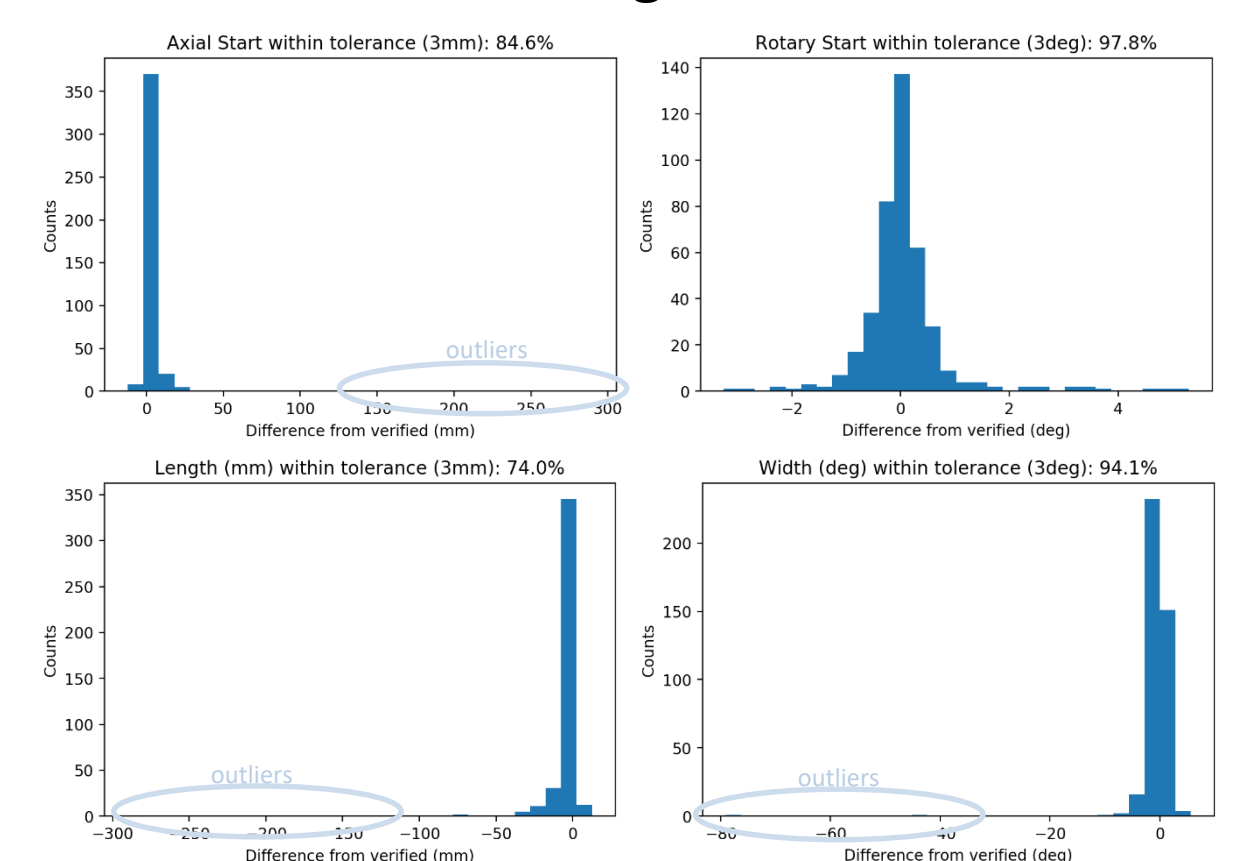 Axial Start within tolerance (3mm): 84.6%
Counts
350
300
250
200
150
100
50
0
outliers
0 50 100 150 200 250 300
Difference from verified (mm)
Rotary Start within tolerance (3deg): 97.8%
Counts
140
120
100
80
60
40
20
0
−2 0 2 4
Difference from verified (deg)
Length (mm) within tolerance (3mm): 74.0%
Counts
350
300
250
200
150
100
50
0
outliers
−300 −250 −200 −150 −100 −50 0
Difference from verified (mm)
Width (deg) within tolerance (3deg): 94.1%
Counts
200
150
100
50
0
outliers
−80 −60 −40 −20 0
Difference from verified (deg)